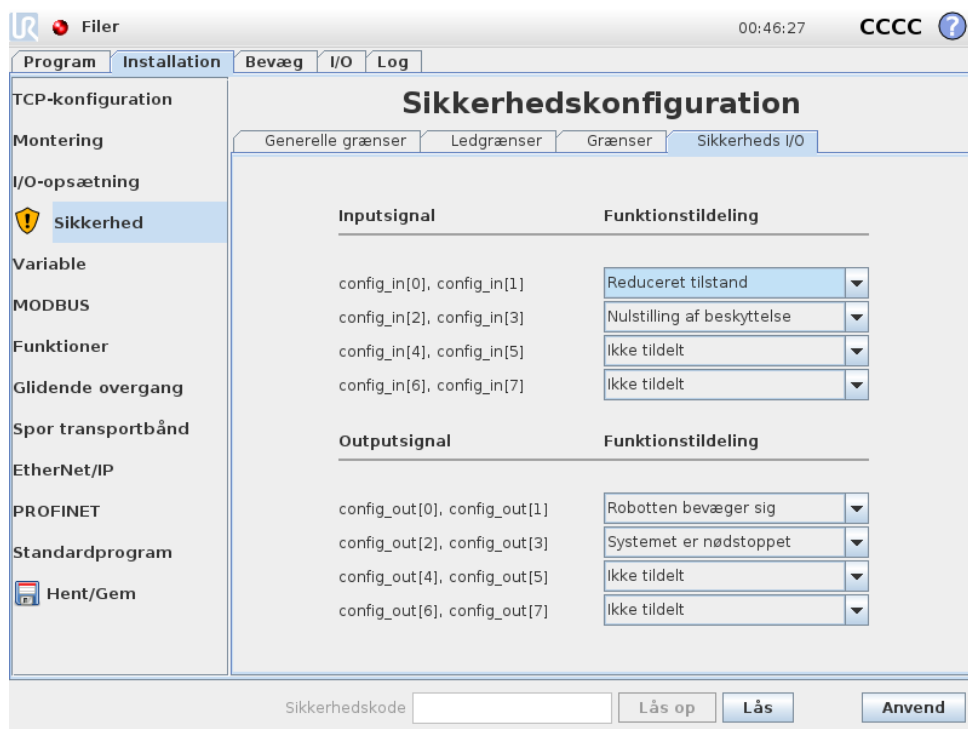 UR Filer 00:46:27 CCCC ?
Program Installation Bevæg I/O Log
TCP-konfiguration
Montering
I/O-opsætning
Sikkerhed
Variable
MODBUS
Funktioner
Glidende overgang
Spor transportbånd
EtherNet/IP
PROFINET
Standardprogram
Hent/Gem
Sikkerhedskonfiguration
Generelle grænser Ledgrænser Grænser Sikkerheds I/O
Inputsignal Funktionstildeling
config_in[0], config_in[1] Reduceret tilstand
config_in[2], config_in[3] Nulstilling af beskyttelse
config_in[4], config_in[5] Ikke tildelt
config_in[6], config_in[7] Ikke tildelt
Outputsignal Funktionstildeling
config_out[0], config_out[1] Robotten bevæger sig
config_out[2], config_out[3] Systemet er nødstoppet
config_out[4], config_out[5] Ikke tildelt
config_out[6], config_out[7] Ikke tildelt
Sikkerhedskode Lås op Lås Anvend